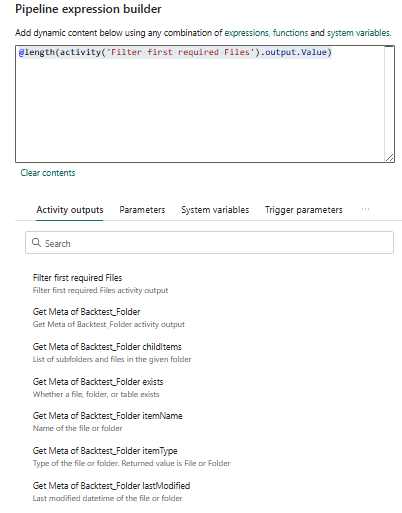 Pipeline expression builder
Add dynamic content below using any combination of expressions, functions and system variables.
@length(activity('Filter first required Files').output.Value)
Clear contents
Activity outputs Parameters System variables Trigger parameters ...
Search
Filter first required Files
Filter first required Files activity output
Get Meta of Backtest_Folder
Get Meta of Backtest_Folder activity output
Get Meta of Backtest_Folder childItems
List of subfolders and files in the given folder
Get Meta of Backtest_Folder exists
Whether a file, folder, or table exists
Get Meta of Backtest_Folder itemName
Name of the file or folder
Get Meta of Backtest_Folder itemType
Type of the file or folder. Returned value is File or Folder
Get Meta of Backtest_Folder lastModified
Last modified datetime of the file or folder